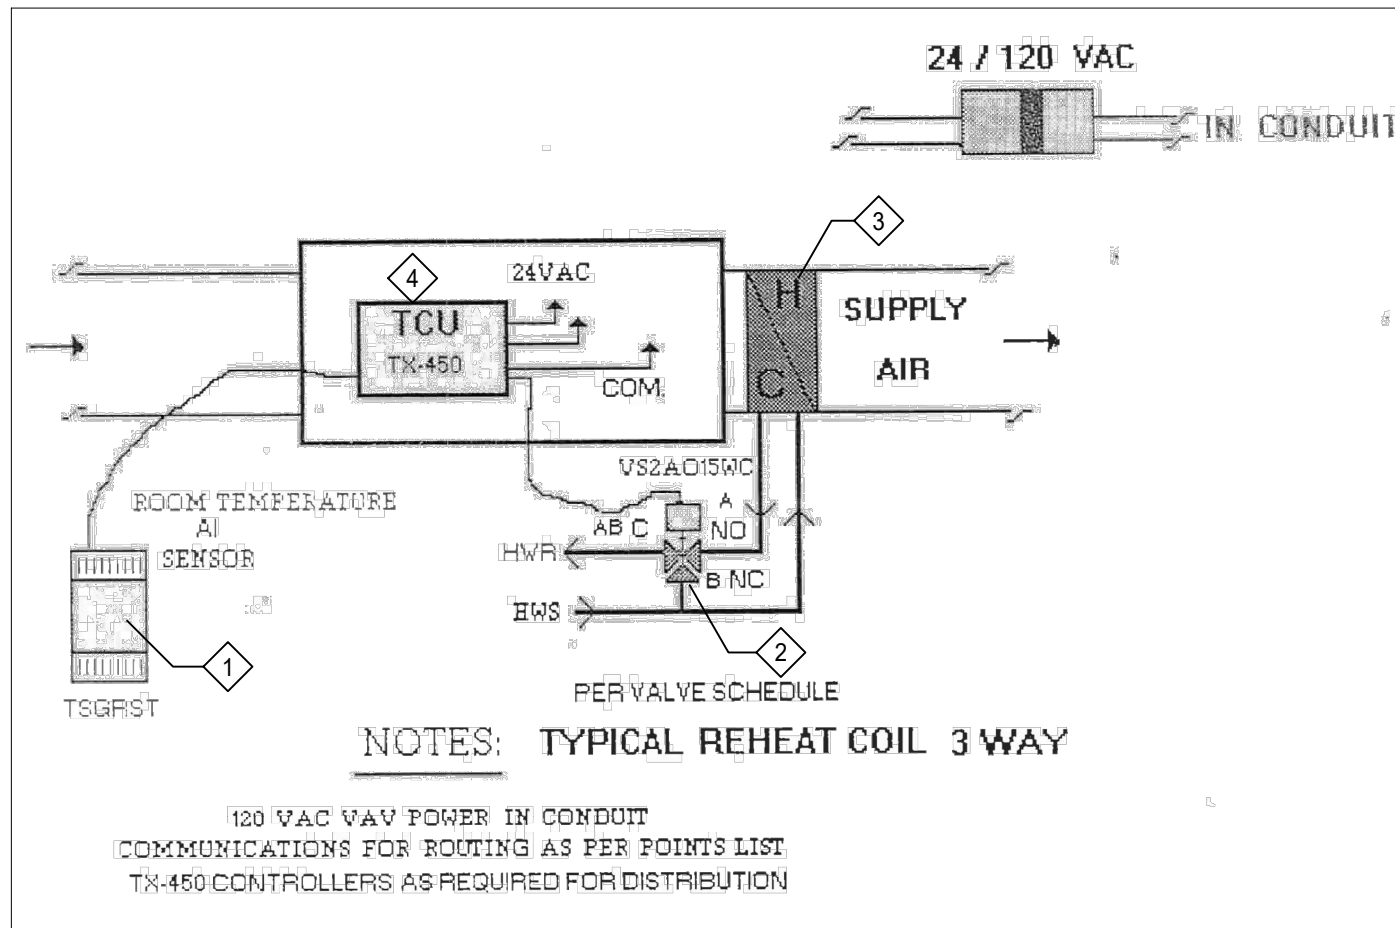 24 / 120 VAC
IN CONDUIT
3
4
24VAC
TCU
TX-450
COM.
H
C
SUPPLY
AIR
VS2AO15WC
A
ROOM TEMPERATURE
AI
SENSOR
AB C
NO
HWR
B NC
HWS
1
2
TSGRST
PER VALVE SCHEDULE
NOTES: TYPICAL REHEAT COIL 3 WAY
120 VAC VAV POWER IN CONDUIT
COMMUNICATIONS FOR ROUTING AS PER POINTS LIST
TX-450 CONTROLLERS AS REQUIRED FOR DISTRIBUTION